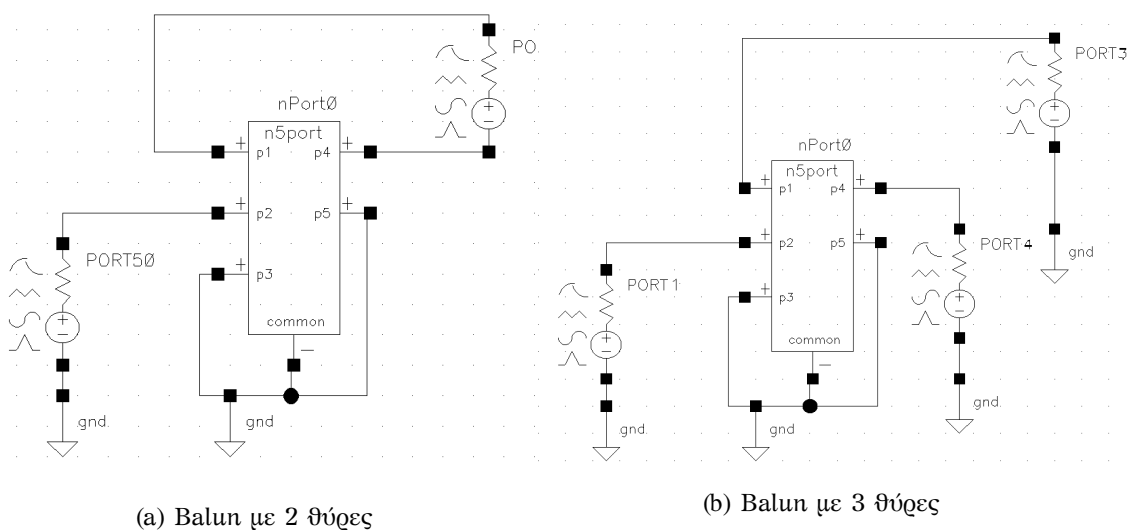 PO
nPort0
n5port
p1
p4
p2
p5
p3
common
PORT50
gnd
gnd
PORT3
nPort0
n5port
p1
p4
p2
p5
p3
common
PORT1
PORT4
gnd
gnd
gnd
gnd
(a) Balun με 2 θύρες
(b) Balun με 3 θύρες